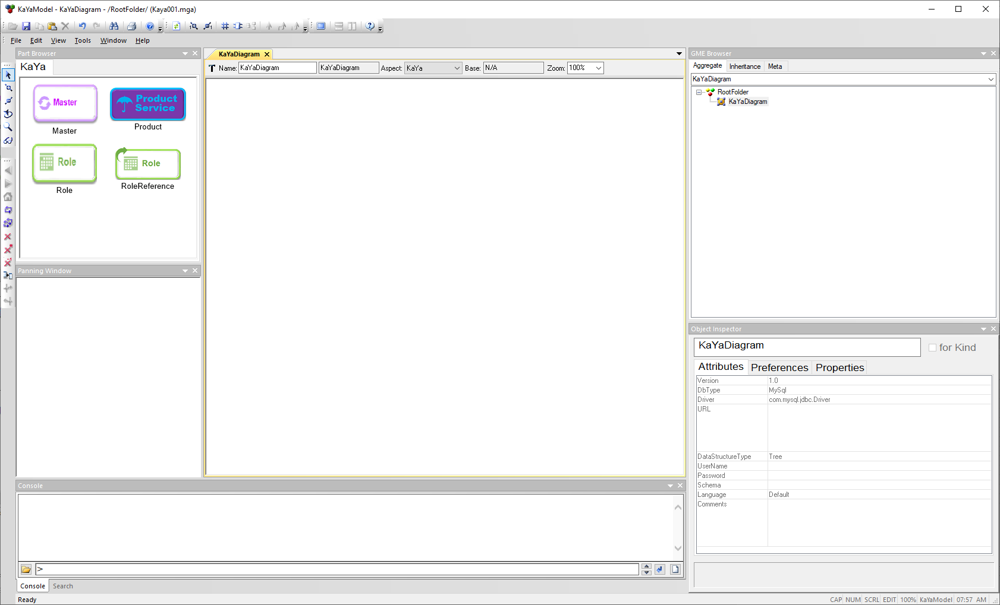 KaYaModel - KaYaDiagram - /RootFolder/ (Kaya001.mga)
File Edit View Tools Window Help
Part Browser
KaYa
Master
Master
Product
Service
Product
Role
Role
Role
RoleReference
Panning Window
KaYaDiagram
Name: KaYaDiagram KaYaDiagram Aspect: KaYa Base: N/A Zoom: 100%
GME Browser
Aggregate Inheritance Meta
KaYaDiagram
RootFolder
KaYaDiagram
Object Inspector
KaYaDiagram for Kind
Attributes Preferences Properties
Version 1.0
DbType MySql
Driver com.mysql.jdbc.Driver
URL
DataStructureType Tree
UserName
Password
Schema
Language Default
Comments
Console
>
Console Search
Ready
CAP NUM SCRL EDIT 100% KaYaModel 07:57 AM